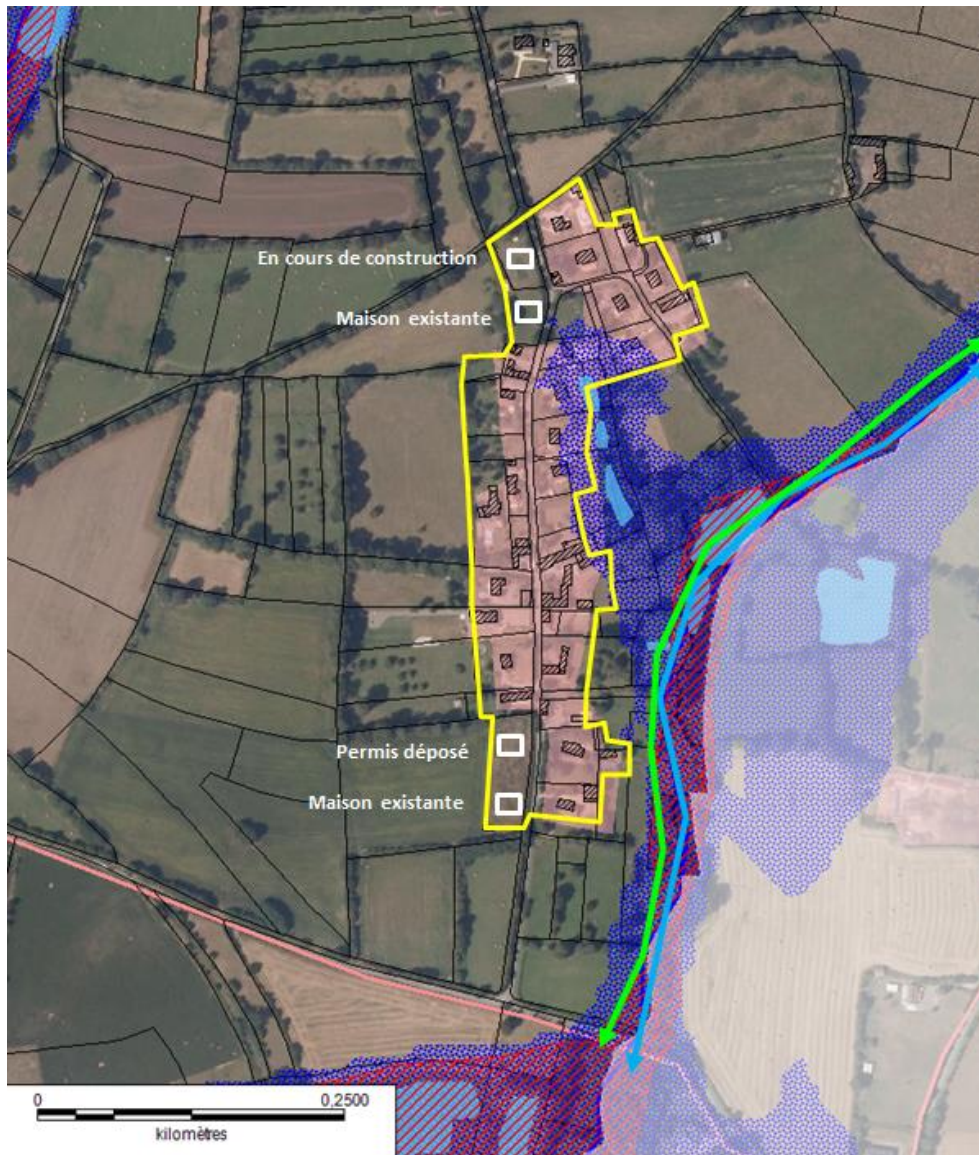 En cours de construction
Maison existante
Permis déposé
Maison existante
0 0,2500
kilomètres